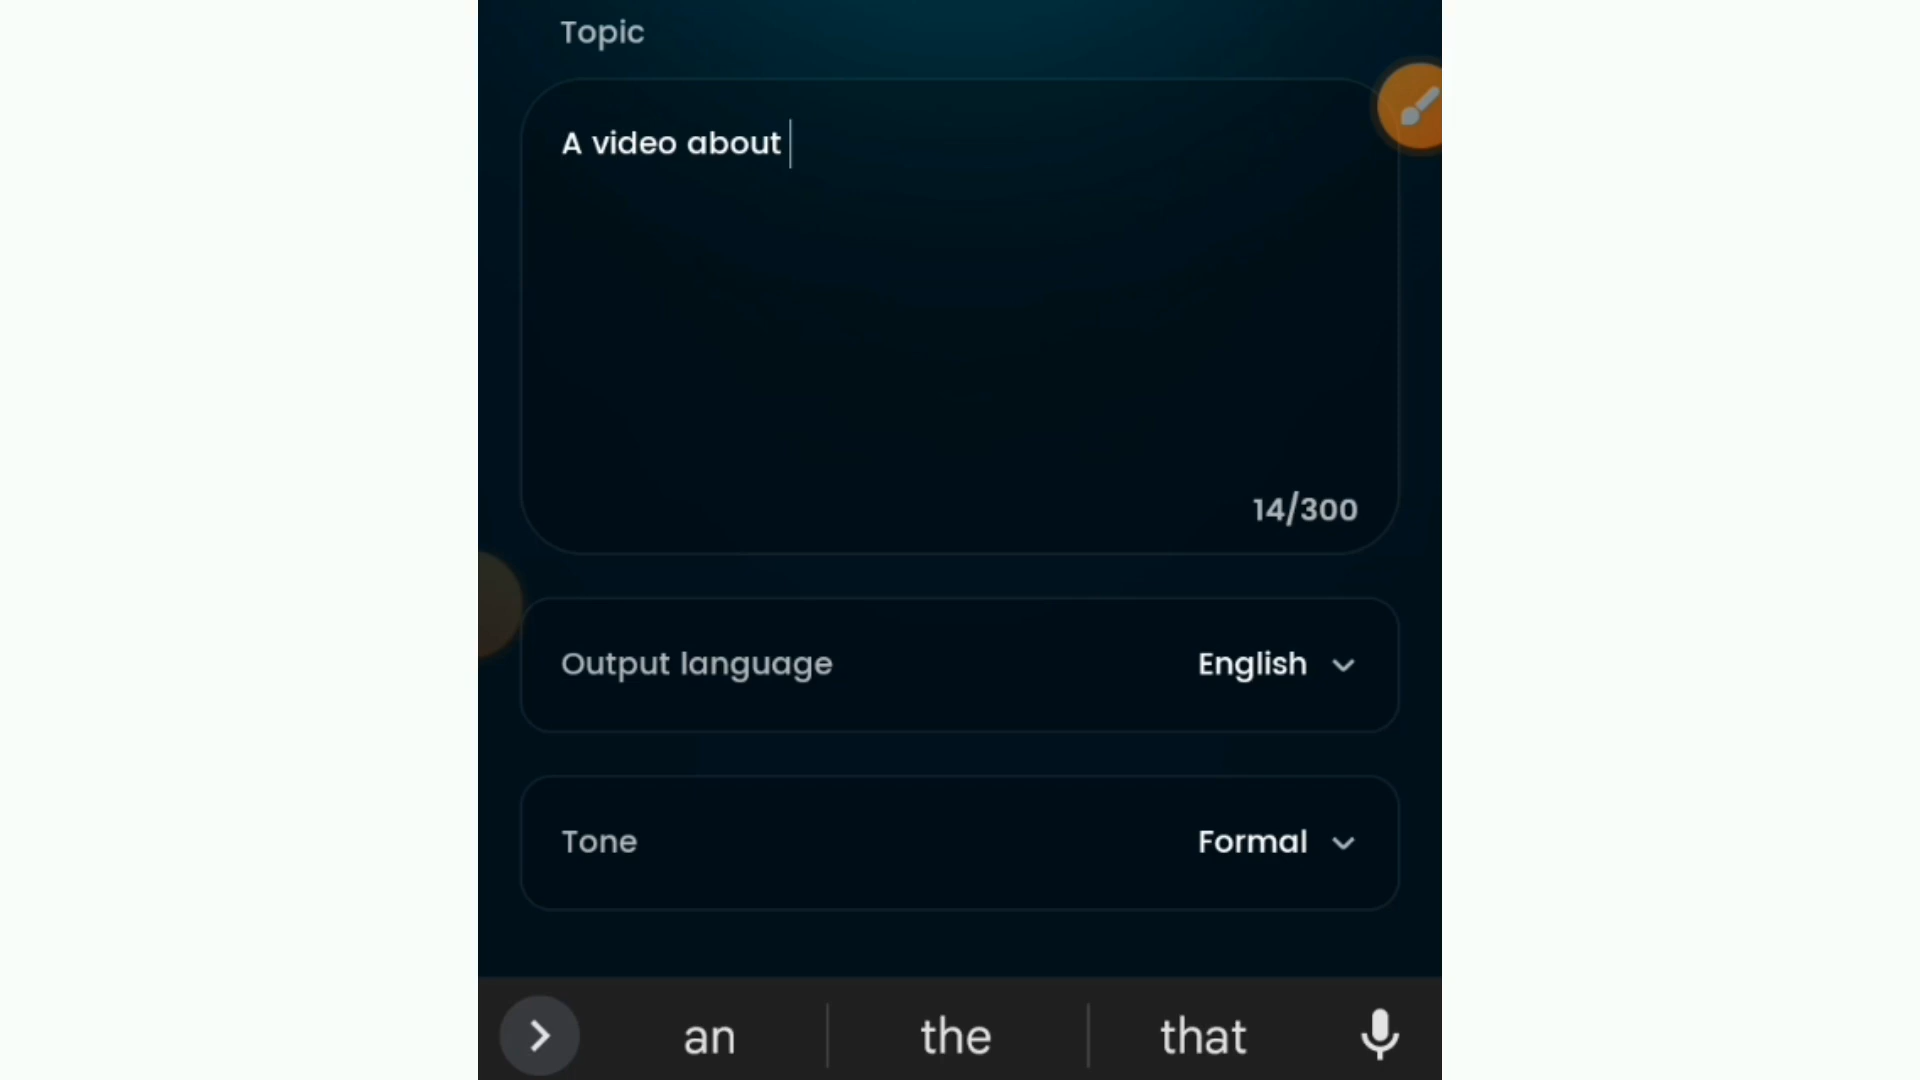 Topic
A video about
14/300
Output language English
Tone Formal
an the that